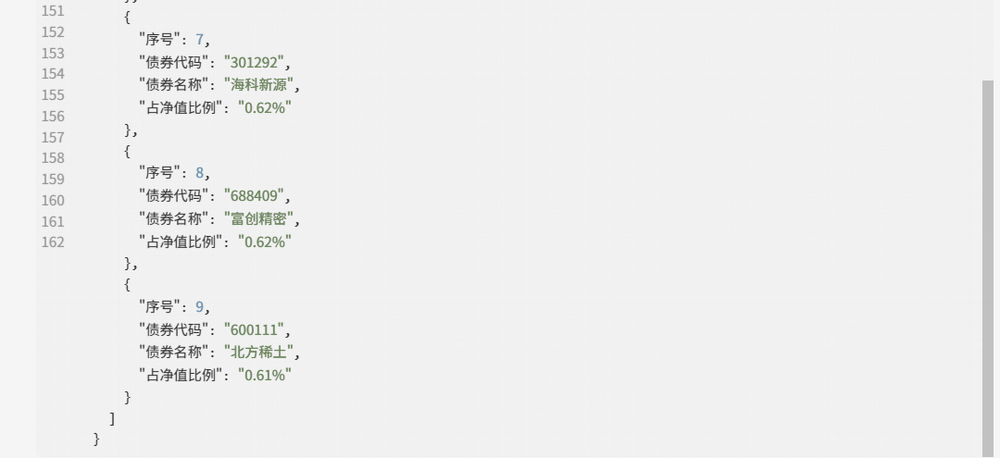 151
152
153
154
155
156
157
158
159
160
161
162
{
"序号": 7,
"债券代码": "301292",
"债券名称": "海科新源",
"占净值比例": "0.62%"
},
{
"序号": 8,
"债券代码": "688409",
"债券名称": "富创精密",
"占净值比例": "0.62%"
},
{
"序号": 9,
"债券代码": "600111",
"债券名称": "北方稀土",
"占净值比例": "0.61%"
}
]
}